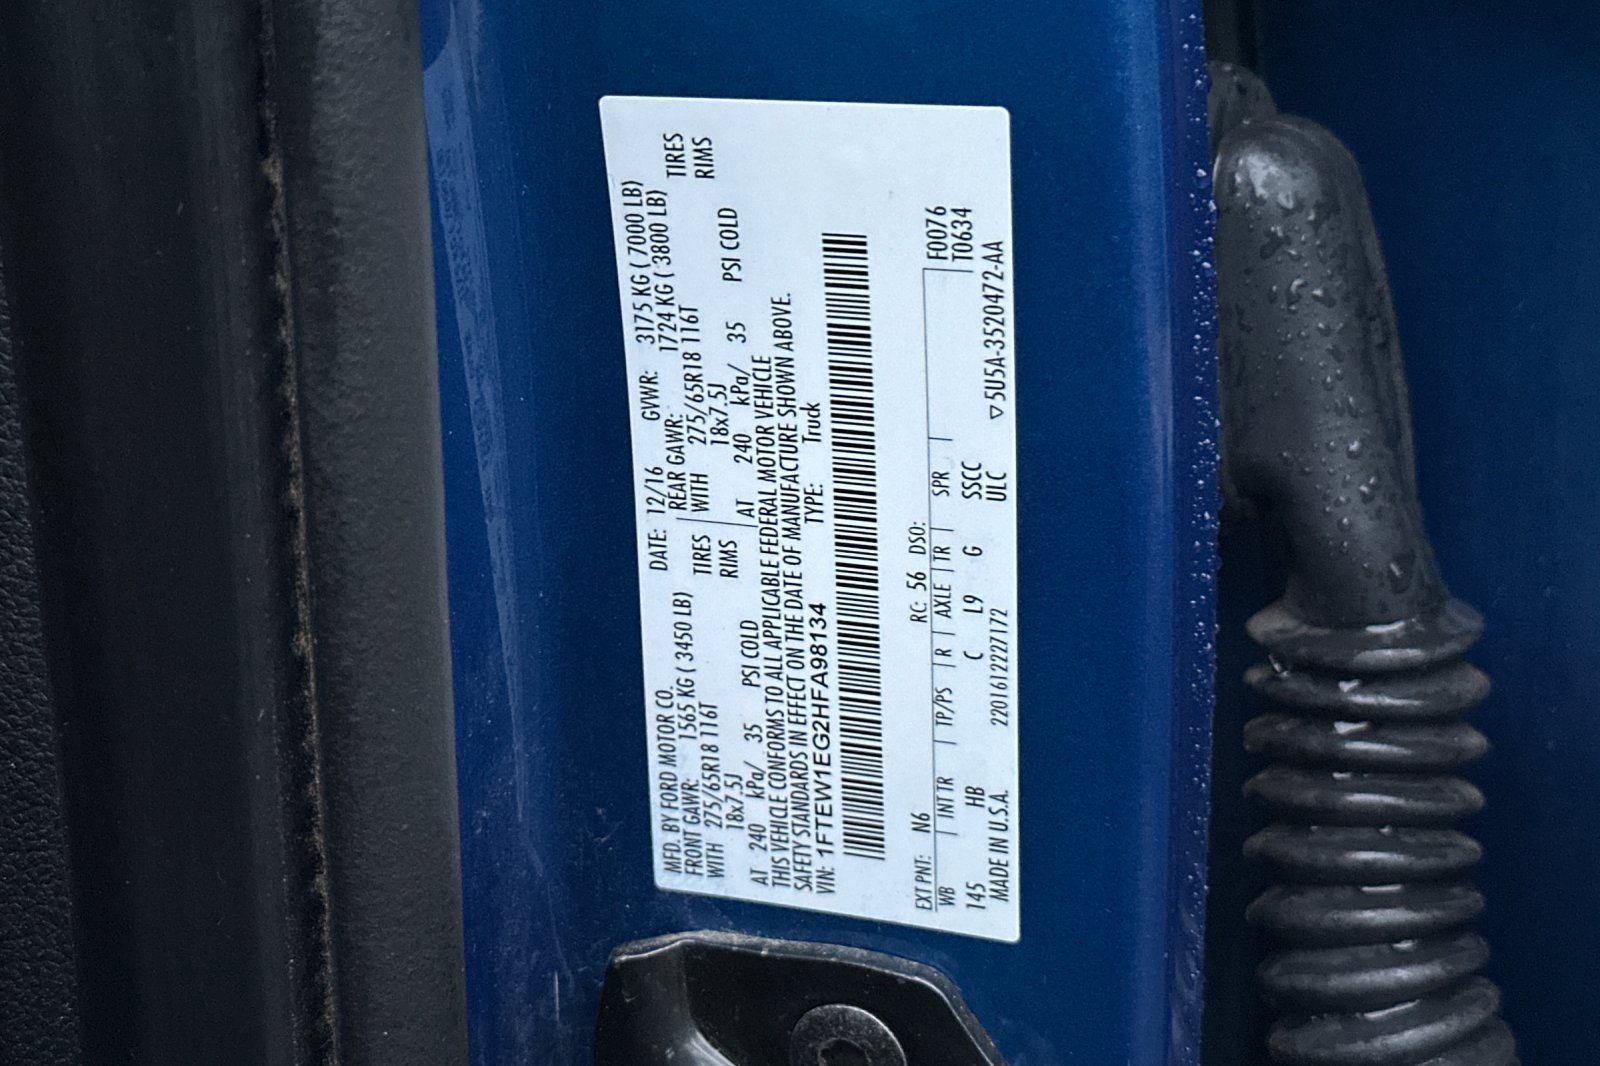 MFD. BY FORD MOTOR CO. DATE: 12/16 GVWR: 3175 KG ( 7000 LB)
FRONT GAWR: 1565 KG ( 3450 LB) REAR GAWR: 1724 KG ( 3800 LB)
WITH 275/65R18 116T TIRES WITH 275/65R18 116T TIRES
18x7.5J RIMS 18x7.5J RIMS
AT 240 kPa/ 35 PSI COLD AT 240 kPa/ 35 PSI COLD
THIS VEHICLE CONFORMS TO ALL APPLICABLE FEDERAL MOTOR VEHICLE
SAFETY STANDARDS IN EFFECT ON THE DATE OF MANUFACTURE SHOWN ABOVE.
VIN: 1FTEW1EG2HFA98134 TYPE: Truck
EXT PNT: N6 RC: 56 DSO: F0076
WB INT TR TP/PS R AXLE TR SPR T0634
145 HB C L9 G SSCC
MADE IN U.S.A. 2201612227172 ULC ▽5U5A-3520472-AA